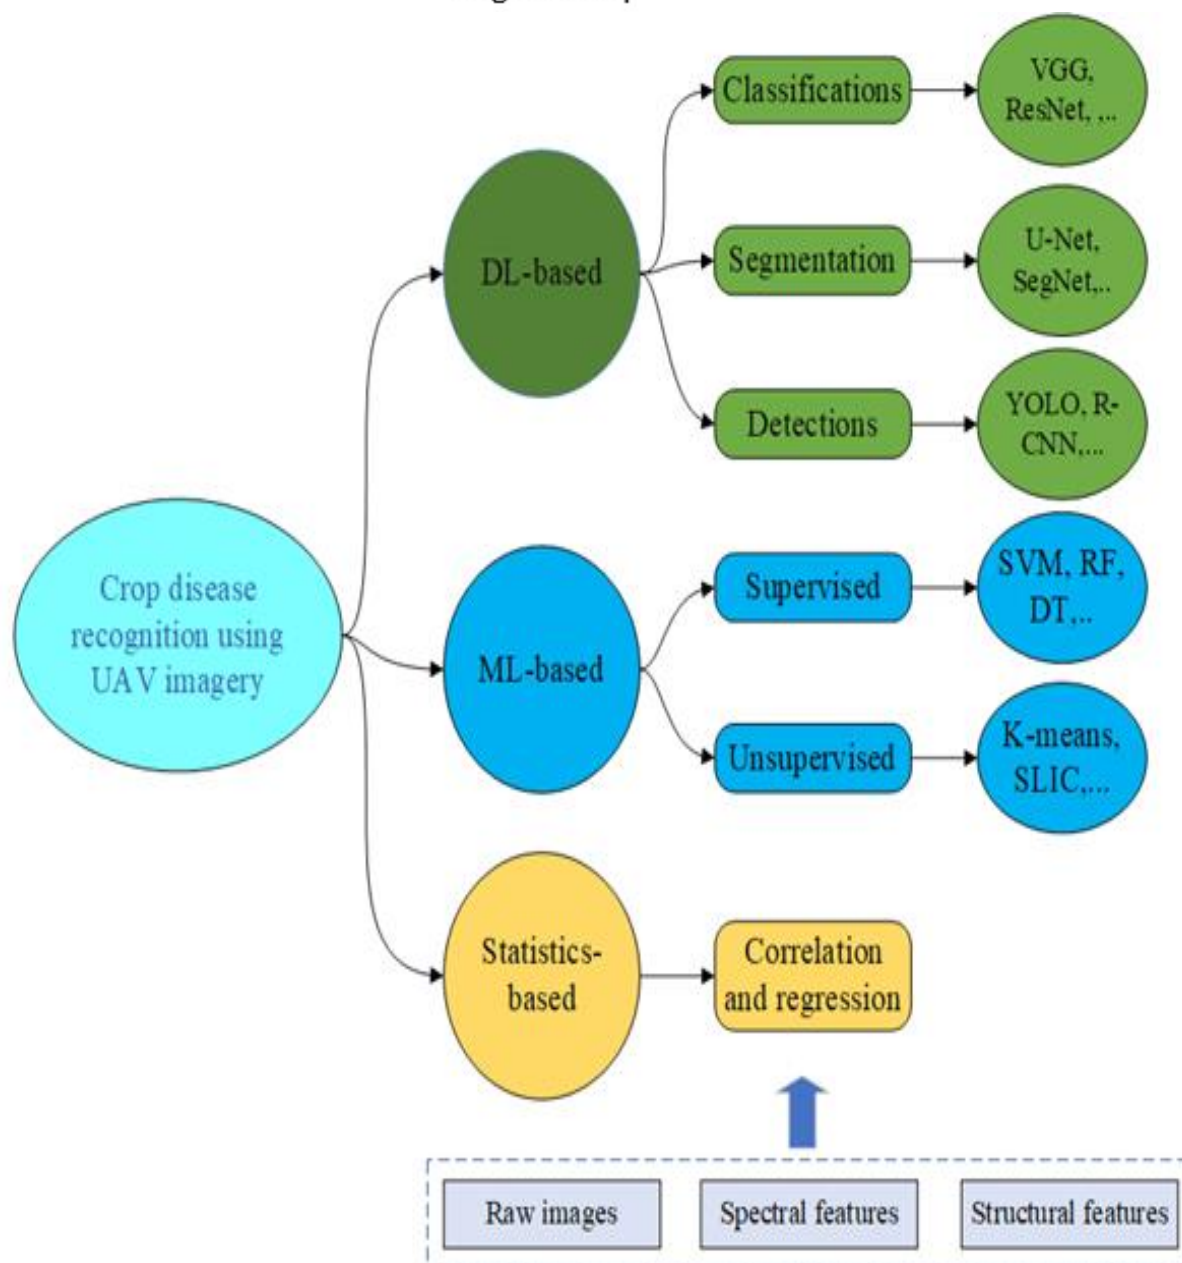 Classifications
VGG,
ResNet, ,..
DL-based
Segmentation
U-Net,
SegNet,..
Detections
YOLO, R-
CNN,...
Crop disease
recognition using
UAV imagery
ML-based
Supervised
SVM, RF,
DT,..
Unsupervised
K-means,
SLIC,...
Statistics-
based
Correlation
and regression
Raw images
Spectral features
Structural features